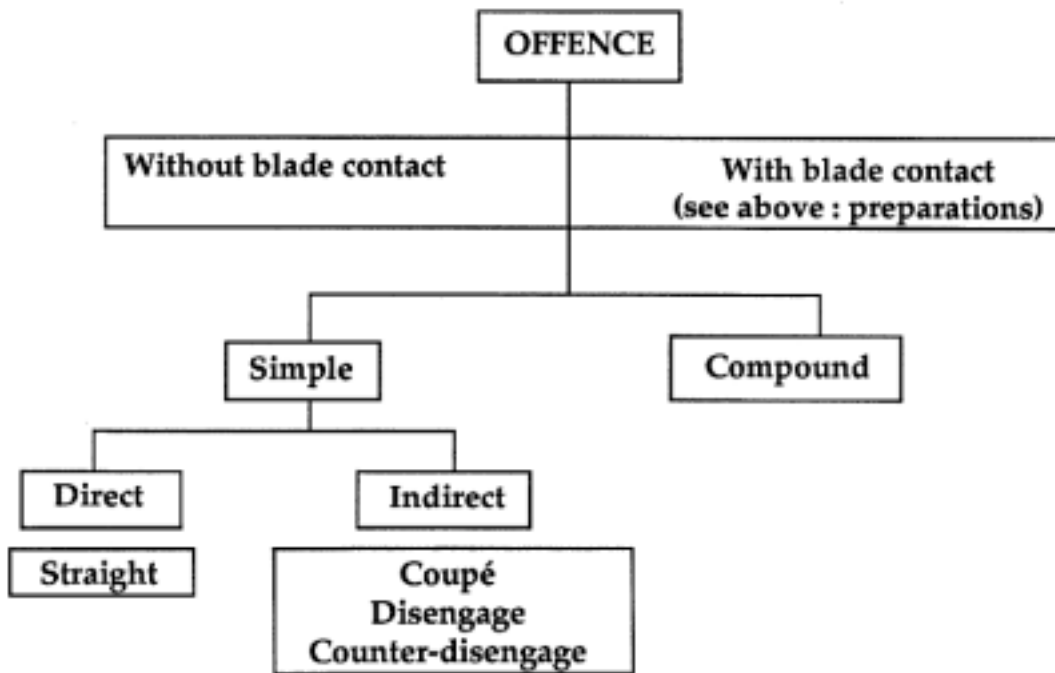 OFFENCE
Without blade contact
With blade contact
(see above : preparations)
Simple
Compound
Direct
Indirect
Straight
Coupé
Disengage
Counter-disengage